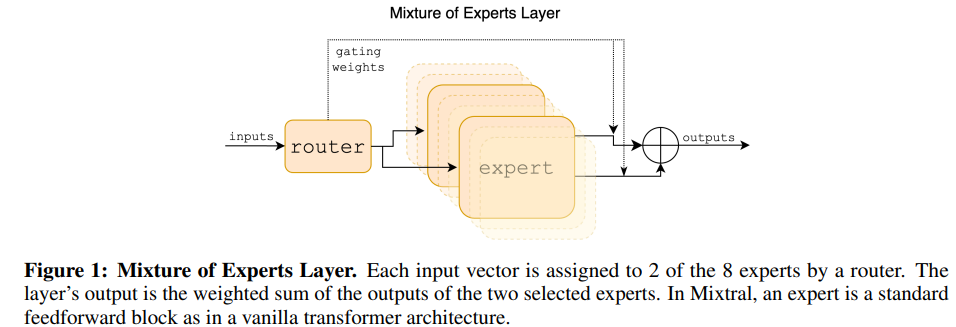 Mixture of Experts Layer
gating
weights
inputs
router
expert
outputs
Figure 1: Mixture of Experts Layer. Each input vector is assigned to 2 of the 8 experts by a router. The
layer's output is the weighted sum of the outputs of the two selected experts. In Mixtral, an expert is a standard
feedforward block as in a vanilla transformer architecture.